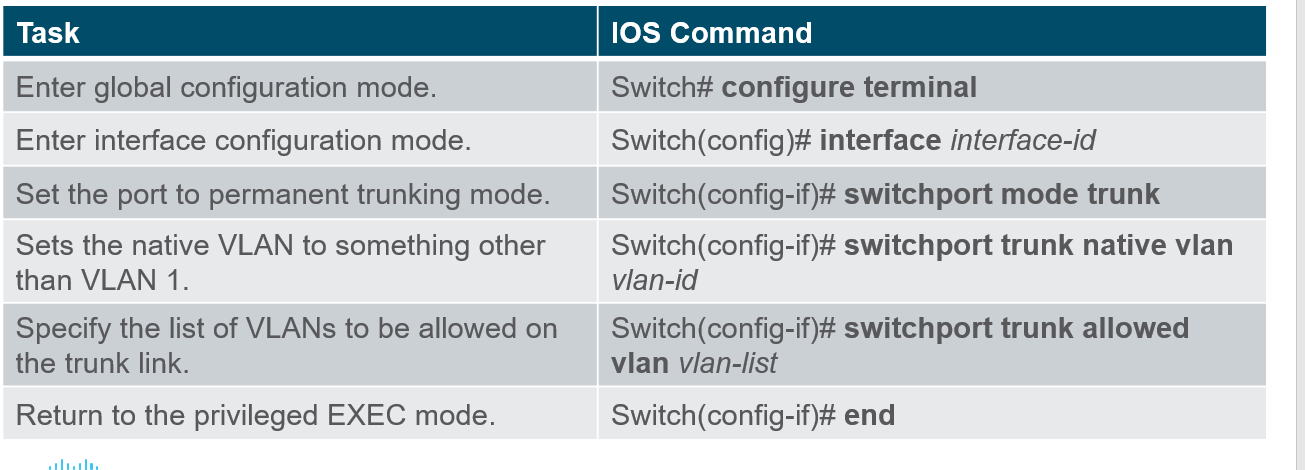 Task
IOS Command
Enter global configuration mode.
Switch# configure terminal
Enter interface configuration mode.
Switch(config)# interface interface-id
Set the port to permanent trunking mode.
Switch(config-if)# switchport mode trunk
Sets the native VLAN to something other
than VLAN 1.
Switch(config-if)# switchport trunk native vlan
vlan-id
Specify the list of VLANs to be allowed on
the trunk link.
Switch(config-if)# switchport trunk allowed
vlan vlan-list
Return to the privileged EXEC mode.
Switch(config-if)# end